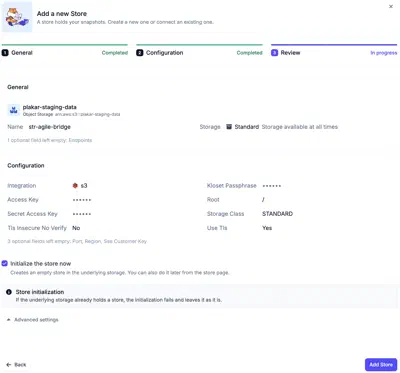 Add a new Store
A store holds your snapshots. Create a new one or connect an existing one.
1 General Completed
2 Configuration Completed
3 Review In progress
General
plakar-staging-data
Object Storage arn:aws:s3:::plakar-staging-data
Name str-agile-bridge
Storage Standard Storage available at all times
1 optional field left empty: Endpoints
Configuration
Integration s3
Kloset Passphrase ••••••
Access Key ••••••
Root /
Secret Access Key ••••••
Storage Class STANDARD
Tls Insecure No Verify No
Use Tls Yes
3 optional fields left empty: Port, Region, Sse Customer Key
Initialize the store now
Creates an empty store in the underlying storage. You can also do it later from the store page.
Store initialization
If the underlying storage already holds a store, the initialization fails and leaves it as it is.
Advanced settings
Back
Add Store